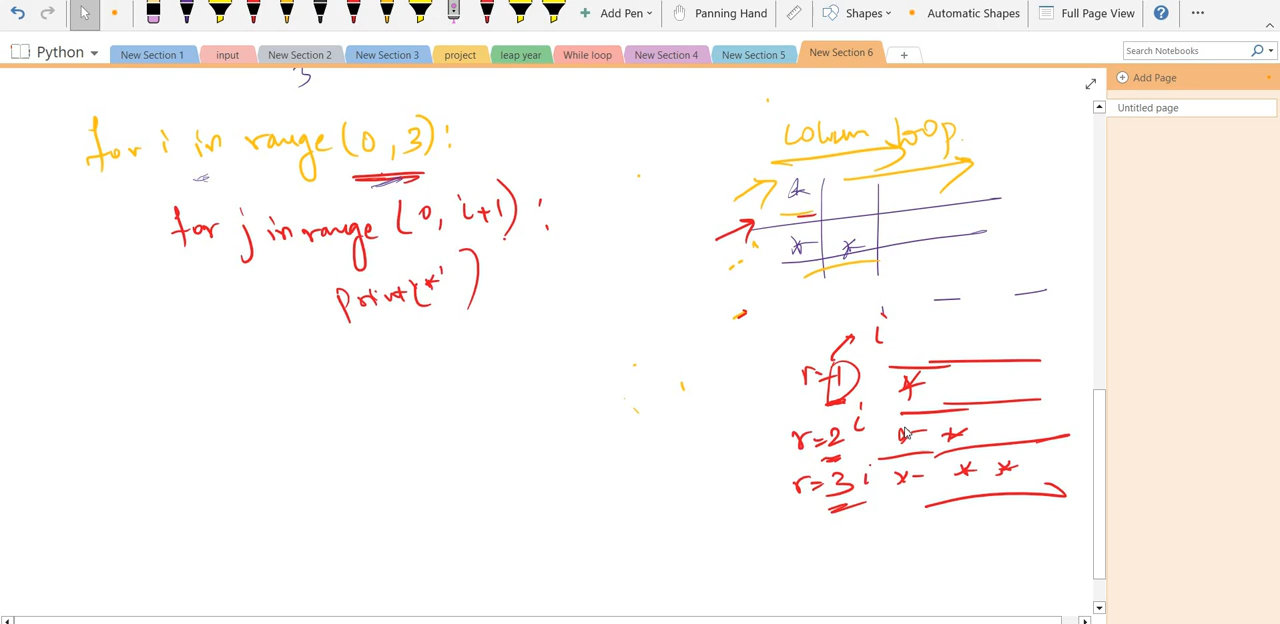 Add Pen
Panning Hand
Shapes
Automatic Shapes
Full Page View
?
Python
New Section 1
input
New Section 2
New Section 3
project
leap year
While loop
New Section 4
New Section 5
New Section 6
+
Search Notebooks
Add Page
Untitled page
3
for i in range (0, 3):
for j in range (0, i+1):
print('*')
column loop.
*
* *
i
r=1 *
r=2 i * *
r=3 i * * *